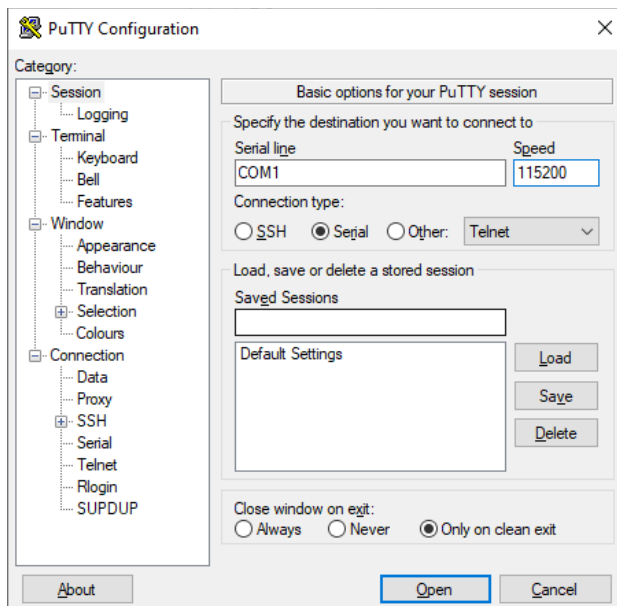 PuTTY Configuration
Category:
Session
Logging
Terminal
Keyboard
Bell
Features
Window
Appearance
Behaviour
Translation
Selection
Colours
Connection
Data
Proxy
SSH
Serial
Telnet
Rlogin
SUPDUP
Basic options for your PuTTY session
Specify the destination you want to connect to
Serial line Speed
COM1 115200
Connection type:
SSH Serial Other: Telnet
Load, save or delete a stored session
Saved Sessions
Default Settings
Load
Save
Delete
Close window on exit:
Always Never Only on clean exit
About Open Cancel